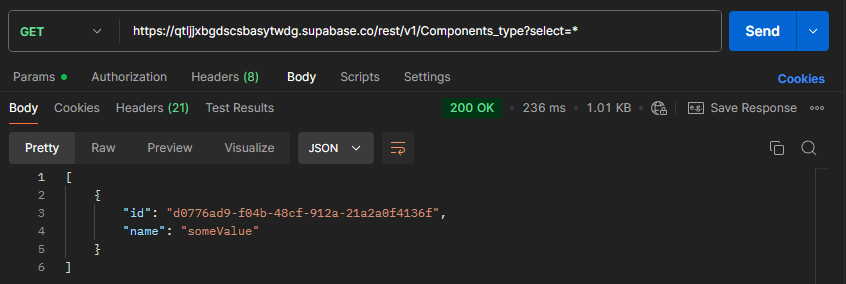 GET https://qtljjxbgdscsbasytwdg.supabase.co/rest/v1/Components_type?select=* Send
Params Authorization Headers (8) Body Scripts Settings Cookies
Body Cookies Headers (21) Test Results 200 OK 236 ms 1.01 KB e.g. Save Response
Pretty Raw Preview Visualize JSON
1 [
2 {
3 "id": "d0776ad9-f04b-48cf-912a-21a2a0f4136f",
4 "name": "someValue"
5 }
6 ]